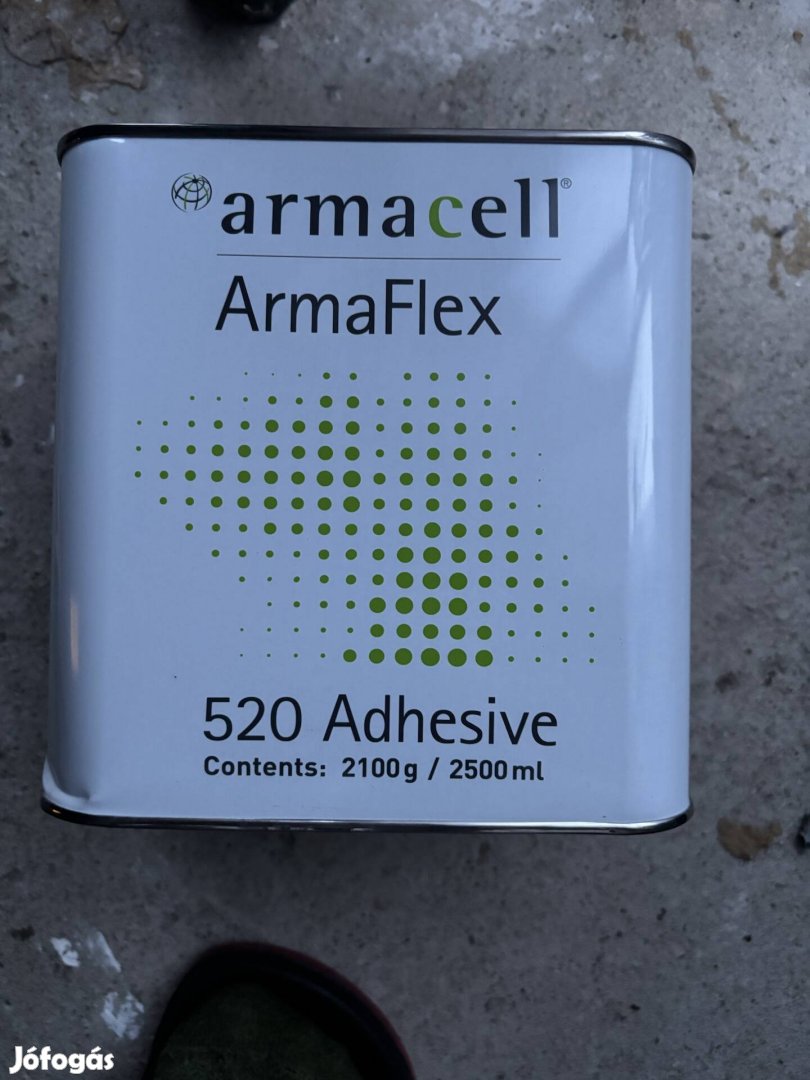 armacell®
ArmaFlex
520 Adhesive
Contents: 2100g / 2500ml
Jófogás